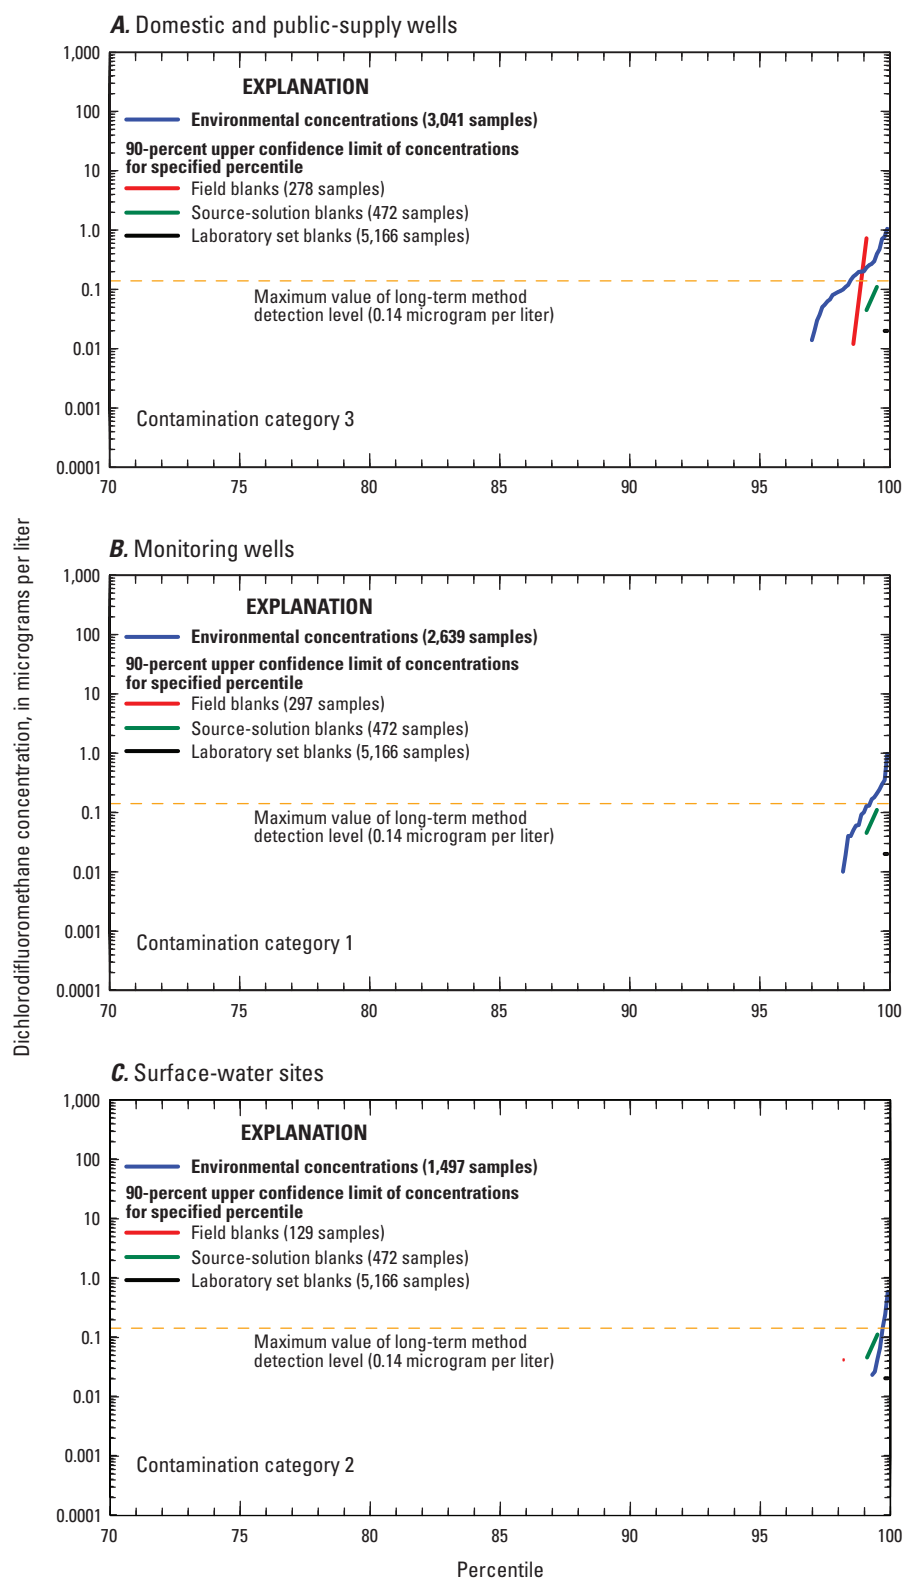 A. Domestic and public-supply wells
1,000
100
10
1.0
0.1
0.01
0.001
0.0001
EXPLANATION
Environmental concentrations (3,041 samples)
90-percent upper confidence limit of concentrations
for specified percentile
Field blanks (278 samples)
Source-solution blanks (472 samples)
Laboratory set blanks (5,166 samples)
Maximum value of long-term method
detection level (0.14 microgram per liter)
Contamination category 3
70 75 80 85 90 95 100
Dichlorodifluoromethane concentration, in micrograms per liter
B. Monitoring wells
1,000
100
10
1.0
0.1
0.01
0.001
0.0001
EXPLANATION
Environmental concentrations (2,639 samples)
90-percent upper confidence limit of concentrations
for specified percentile
Field blanks (297 samples)
Source-solution blanks (472 samples)
Laboratory set blanks (5,166 samples)
Maximum value of long-term method
detection level (0.14 microgram per liter)
Contamination category 1
70 75 80 85 90 95 100
C. Surface-water sites
1,000
100
10
1.0
0.1
0.01
0.001
0.0001
EXPLANATION
Environmental concentrations (1,497 samples)
90-percent upper confidence limit of concentrations
for specified percentile
Field blanks (129 samples)
Source-solution blanks (472 samples)
Laboratory set blanks (5,166 samples)
Maximum value of long-term method
detection level (0.14 microgram per liter)
Contamination category 2
70 75 80 85 90 95 100
Percentile